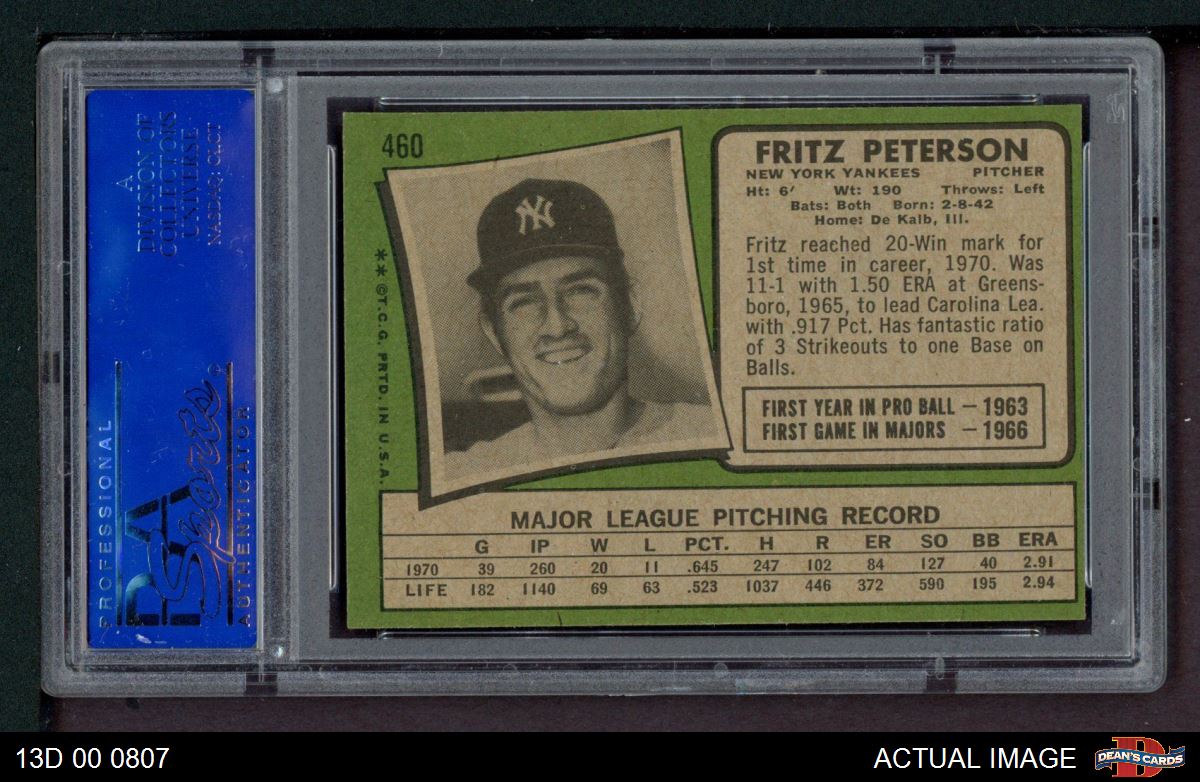 A
DIVISION OF
COLLECTORS
UNIVERSE
NASDAQ: CLCT
PROFESSIONAL
PSA
Sports
AUTHENTICATOR
460
NY
** ©T.C.G. PRTD. IN U.S.A.
FRITZ PETERSON
NEW YORK YANKEES PITCHER
Ht: 6' Wt: 190 Throws: Left
Bats: Both Born: 2-8-42
Home: De Kalb, Ill.
Fritz reached 20-Win mark for
1st time in career, 1970. Was
11-1 with 1.50 ERA at Greens-
boro, 1965, to lead Carolina Lea.
with .917 Pct. Has fantastic ratio
of 3 Strikeouts to one Base on
Balls.
FIRST YEAR IN PRO BALL — 1963
FIRST GAME IN MAJORS — 1966
MAJOR LEAGUE PITCHING RECORD
G IP W L PCT. H R ER SO BB ERA
1970 39 260 20 11 .645 247 102 84 127 40 2.91
LIFE 182 1140 69 63 .523 1037 446 372 590 195 2.94
13D 00 0807
ACTUAL IMAGE
D
DEAN'S CARDS